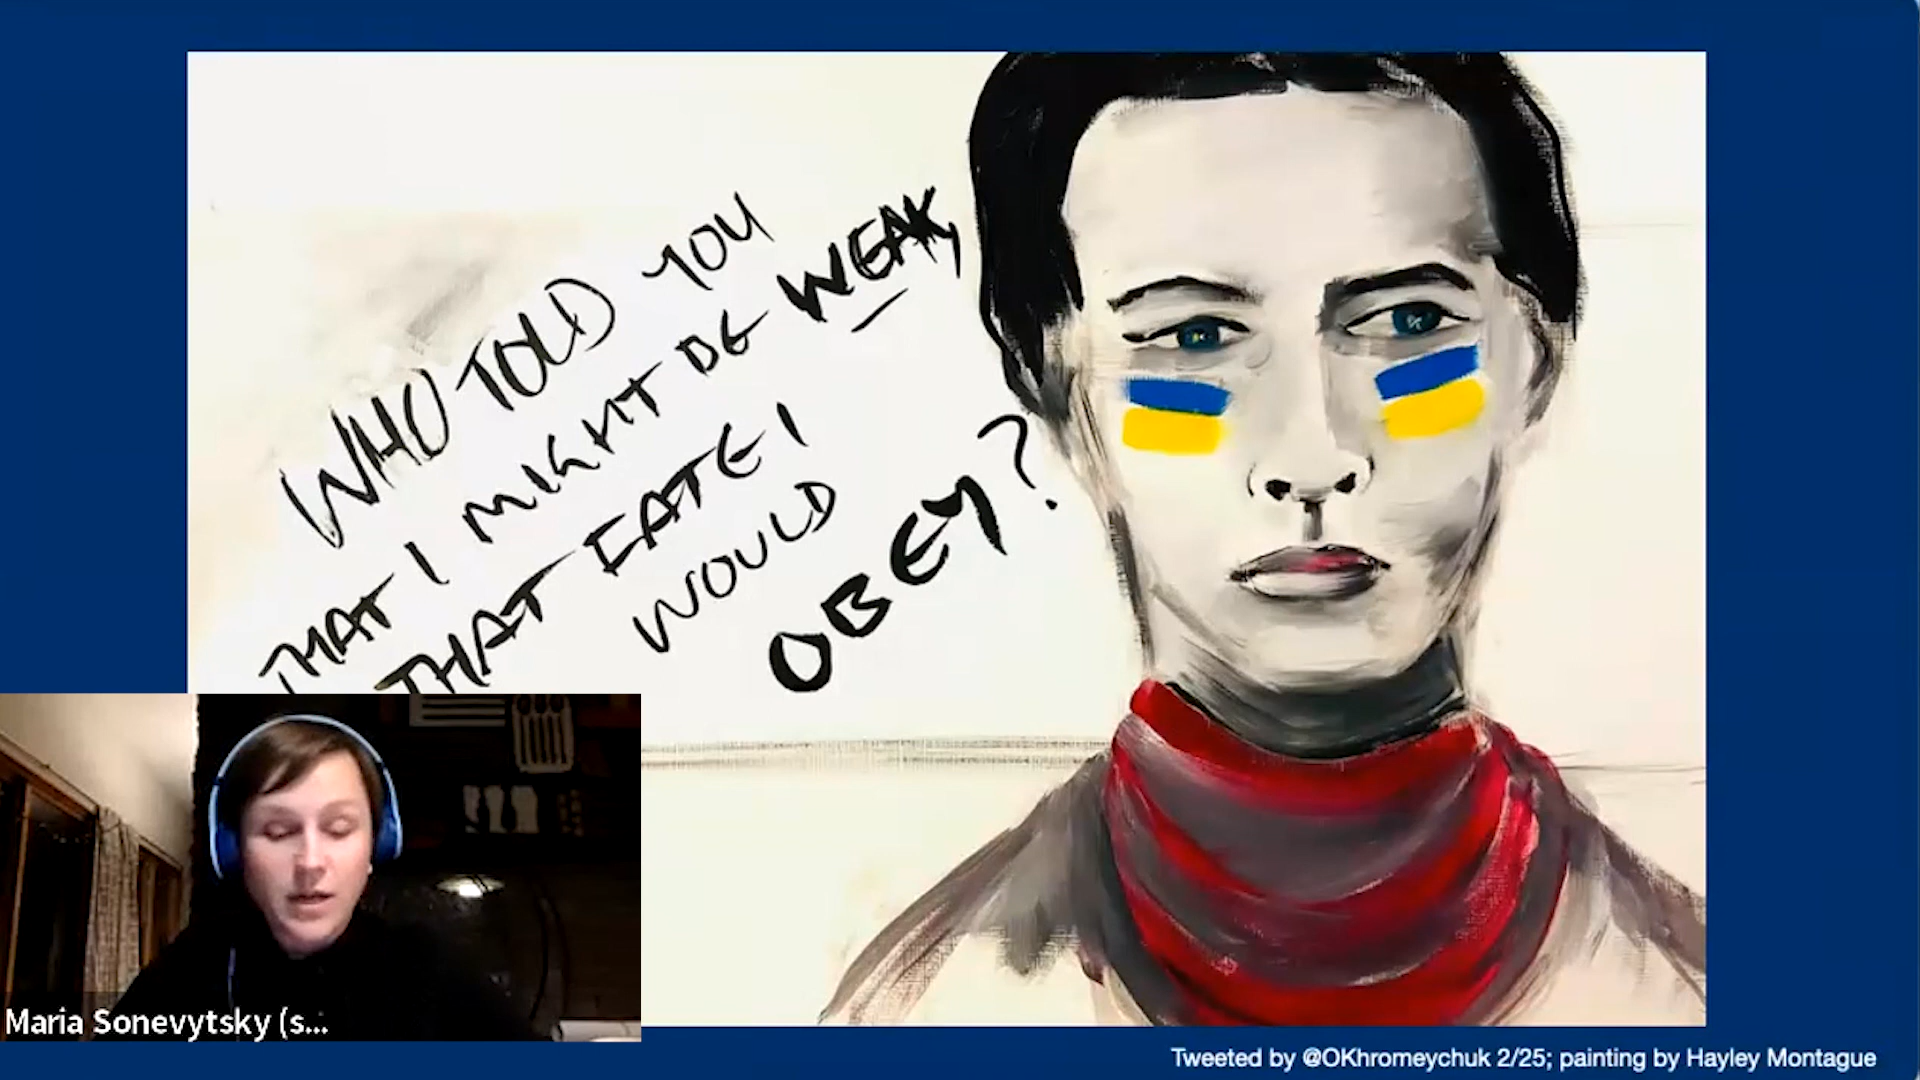 WHO TOLD YOU
THAT I MIGHT BE WEAK,
THAT FATE I
WOULD
OBEY?
Maria Sonevytsky (s...
Tweeted by @OKhromeychuk 2/25; painting by Hayley Montague